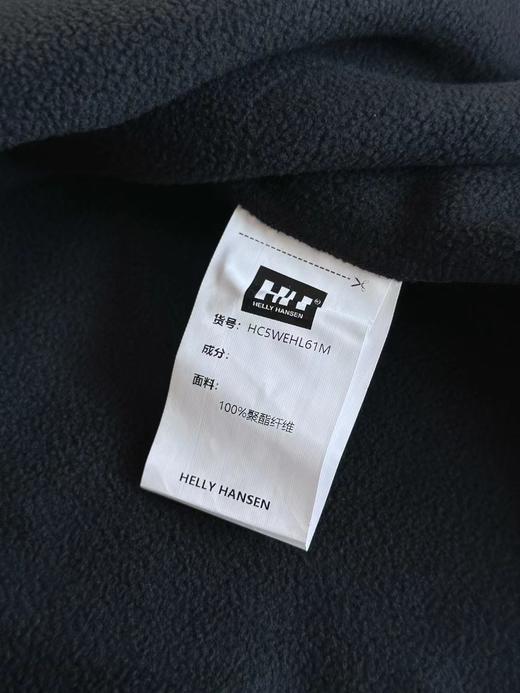 HH
®
HELLY HANSEN
货号: HC5WEHL61M
成分:
面料:
100%聚酯纤维
HELLY HANSEN